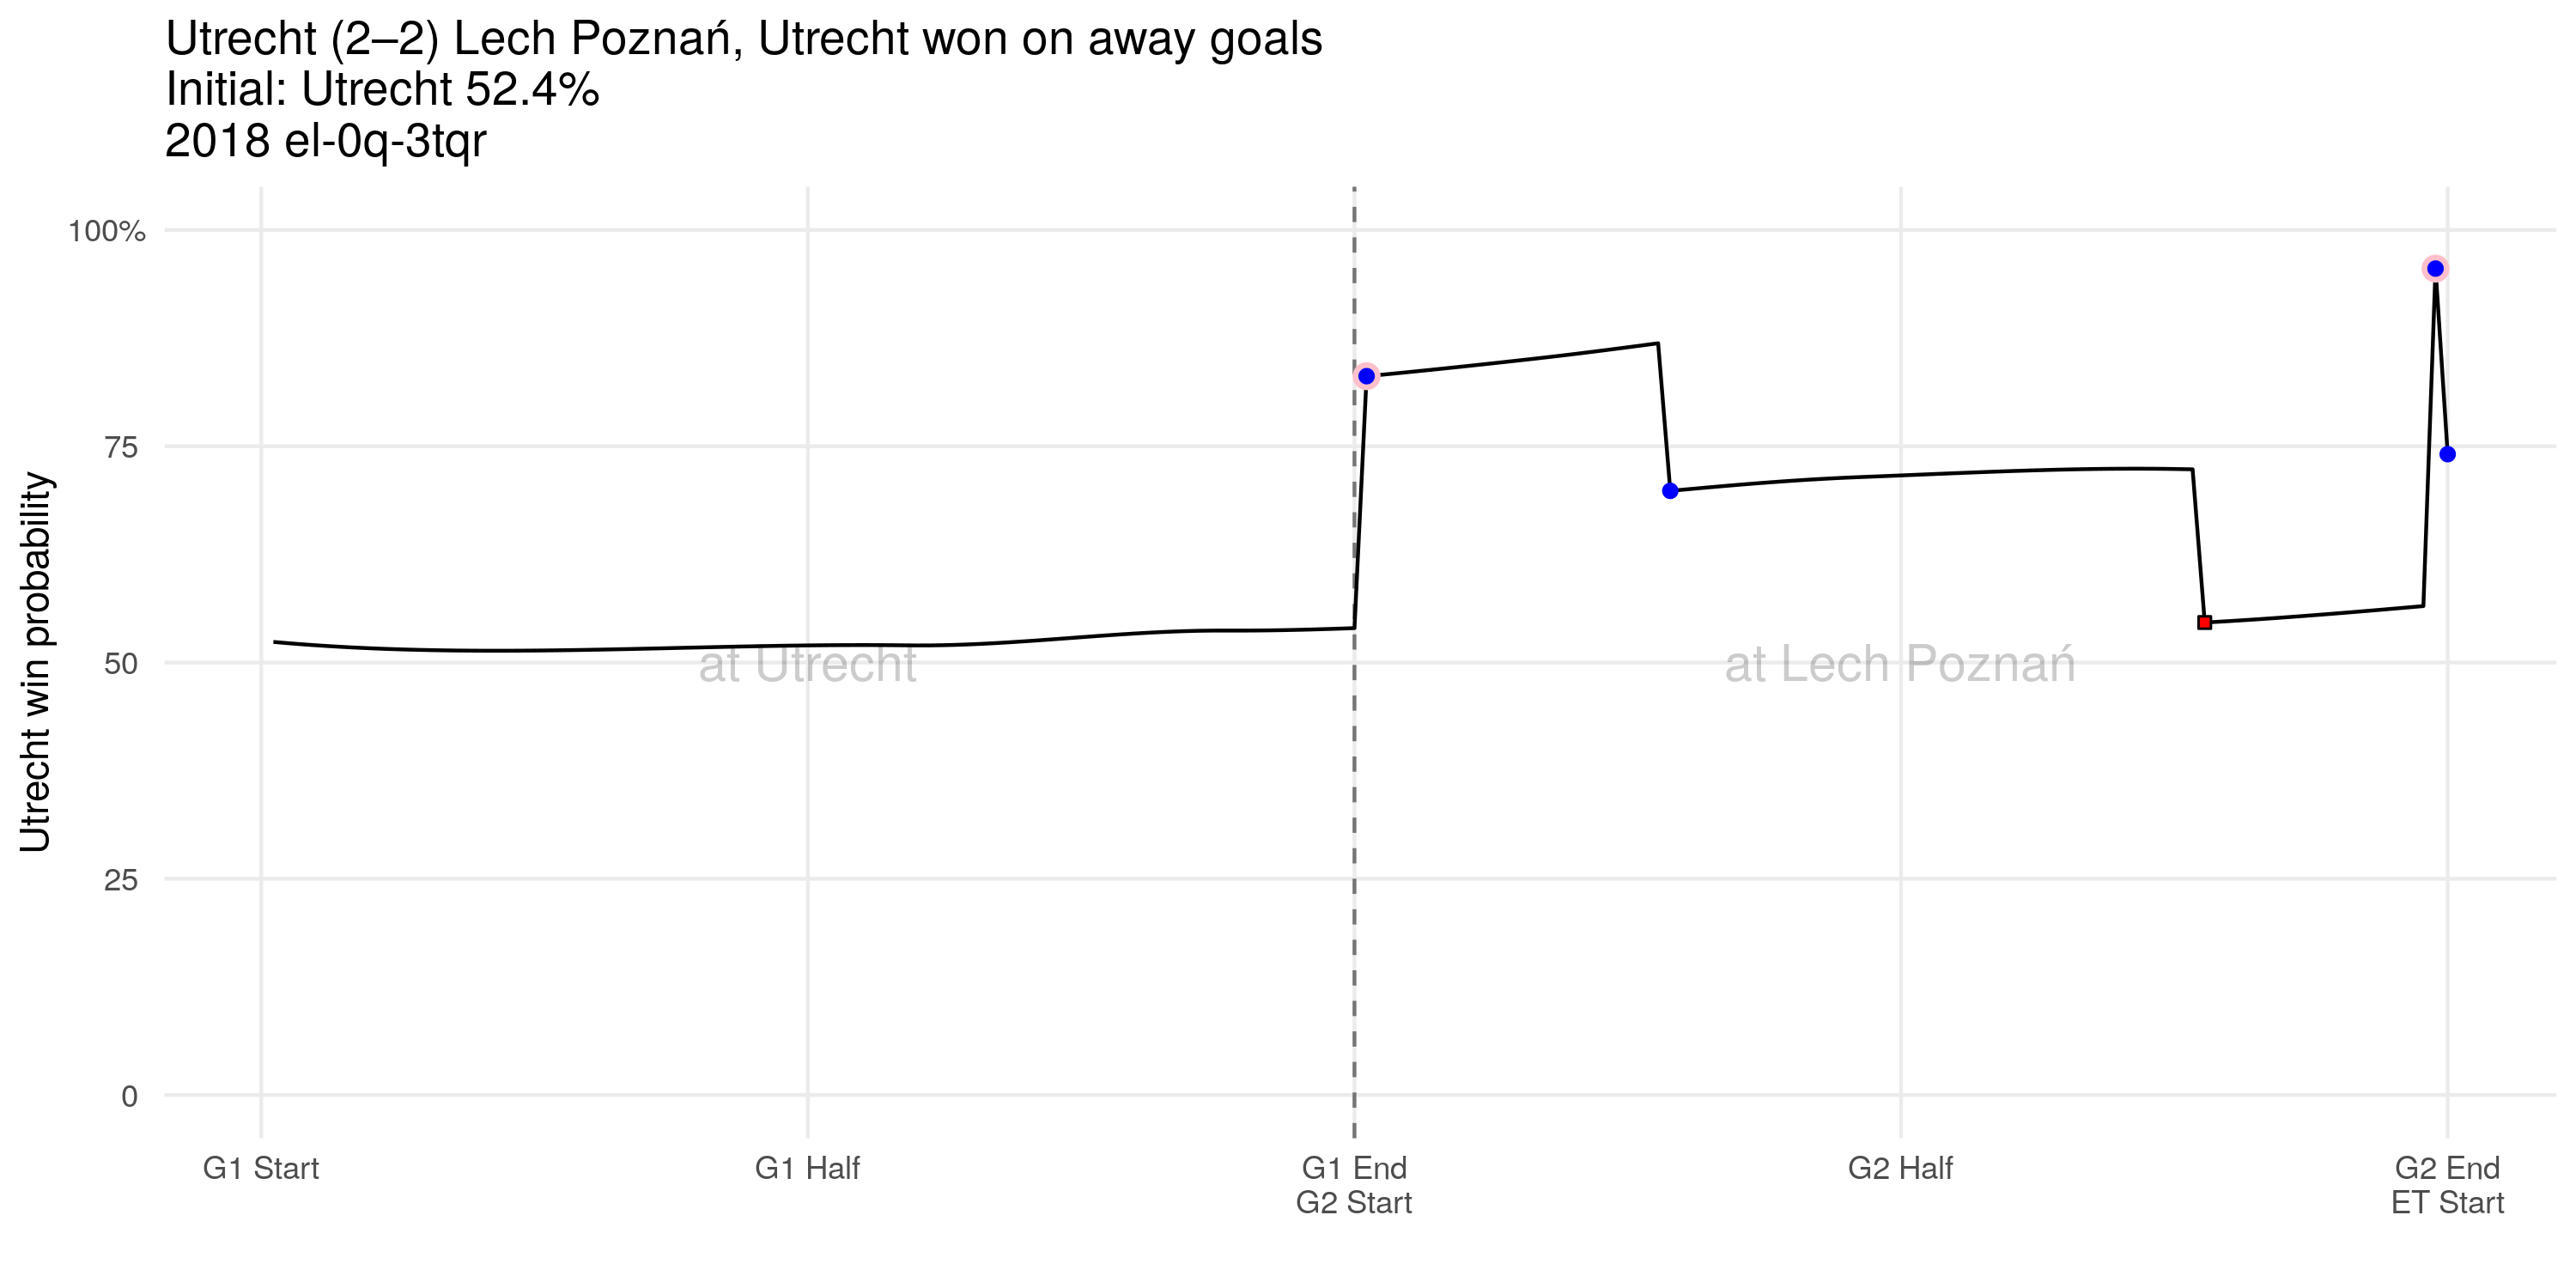 Utrecht (2–2) Lech Poznań, Utrecht won on away goals
Initial: Utrecht 52.4%
2018 el-0q-3tqr
Utrecht win probability
100%
75
50
25
0
at Utrecht
at Lech Poznań
G1 Start
G1 Half
G1 End
G2 Start
G2 Half
G2 End
ET Start